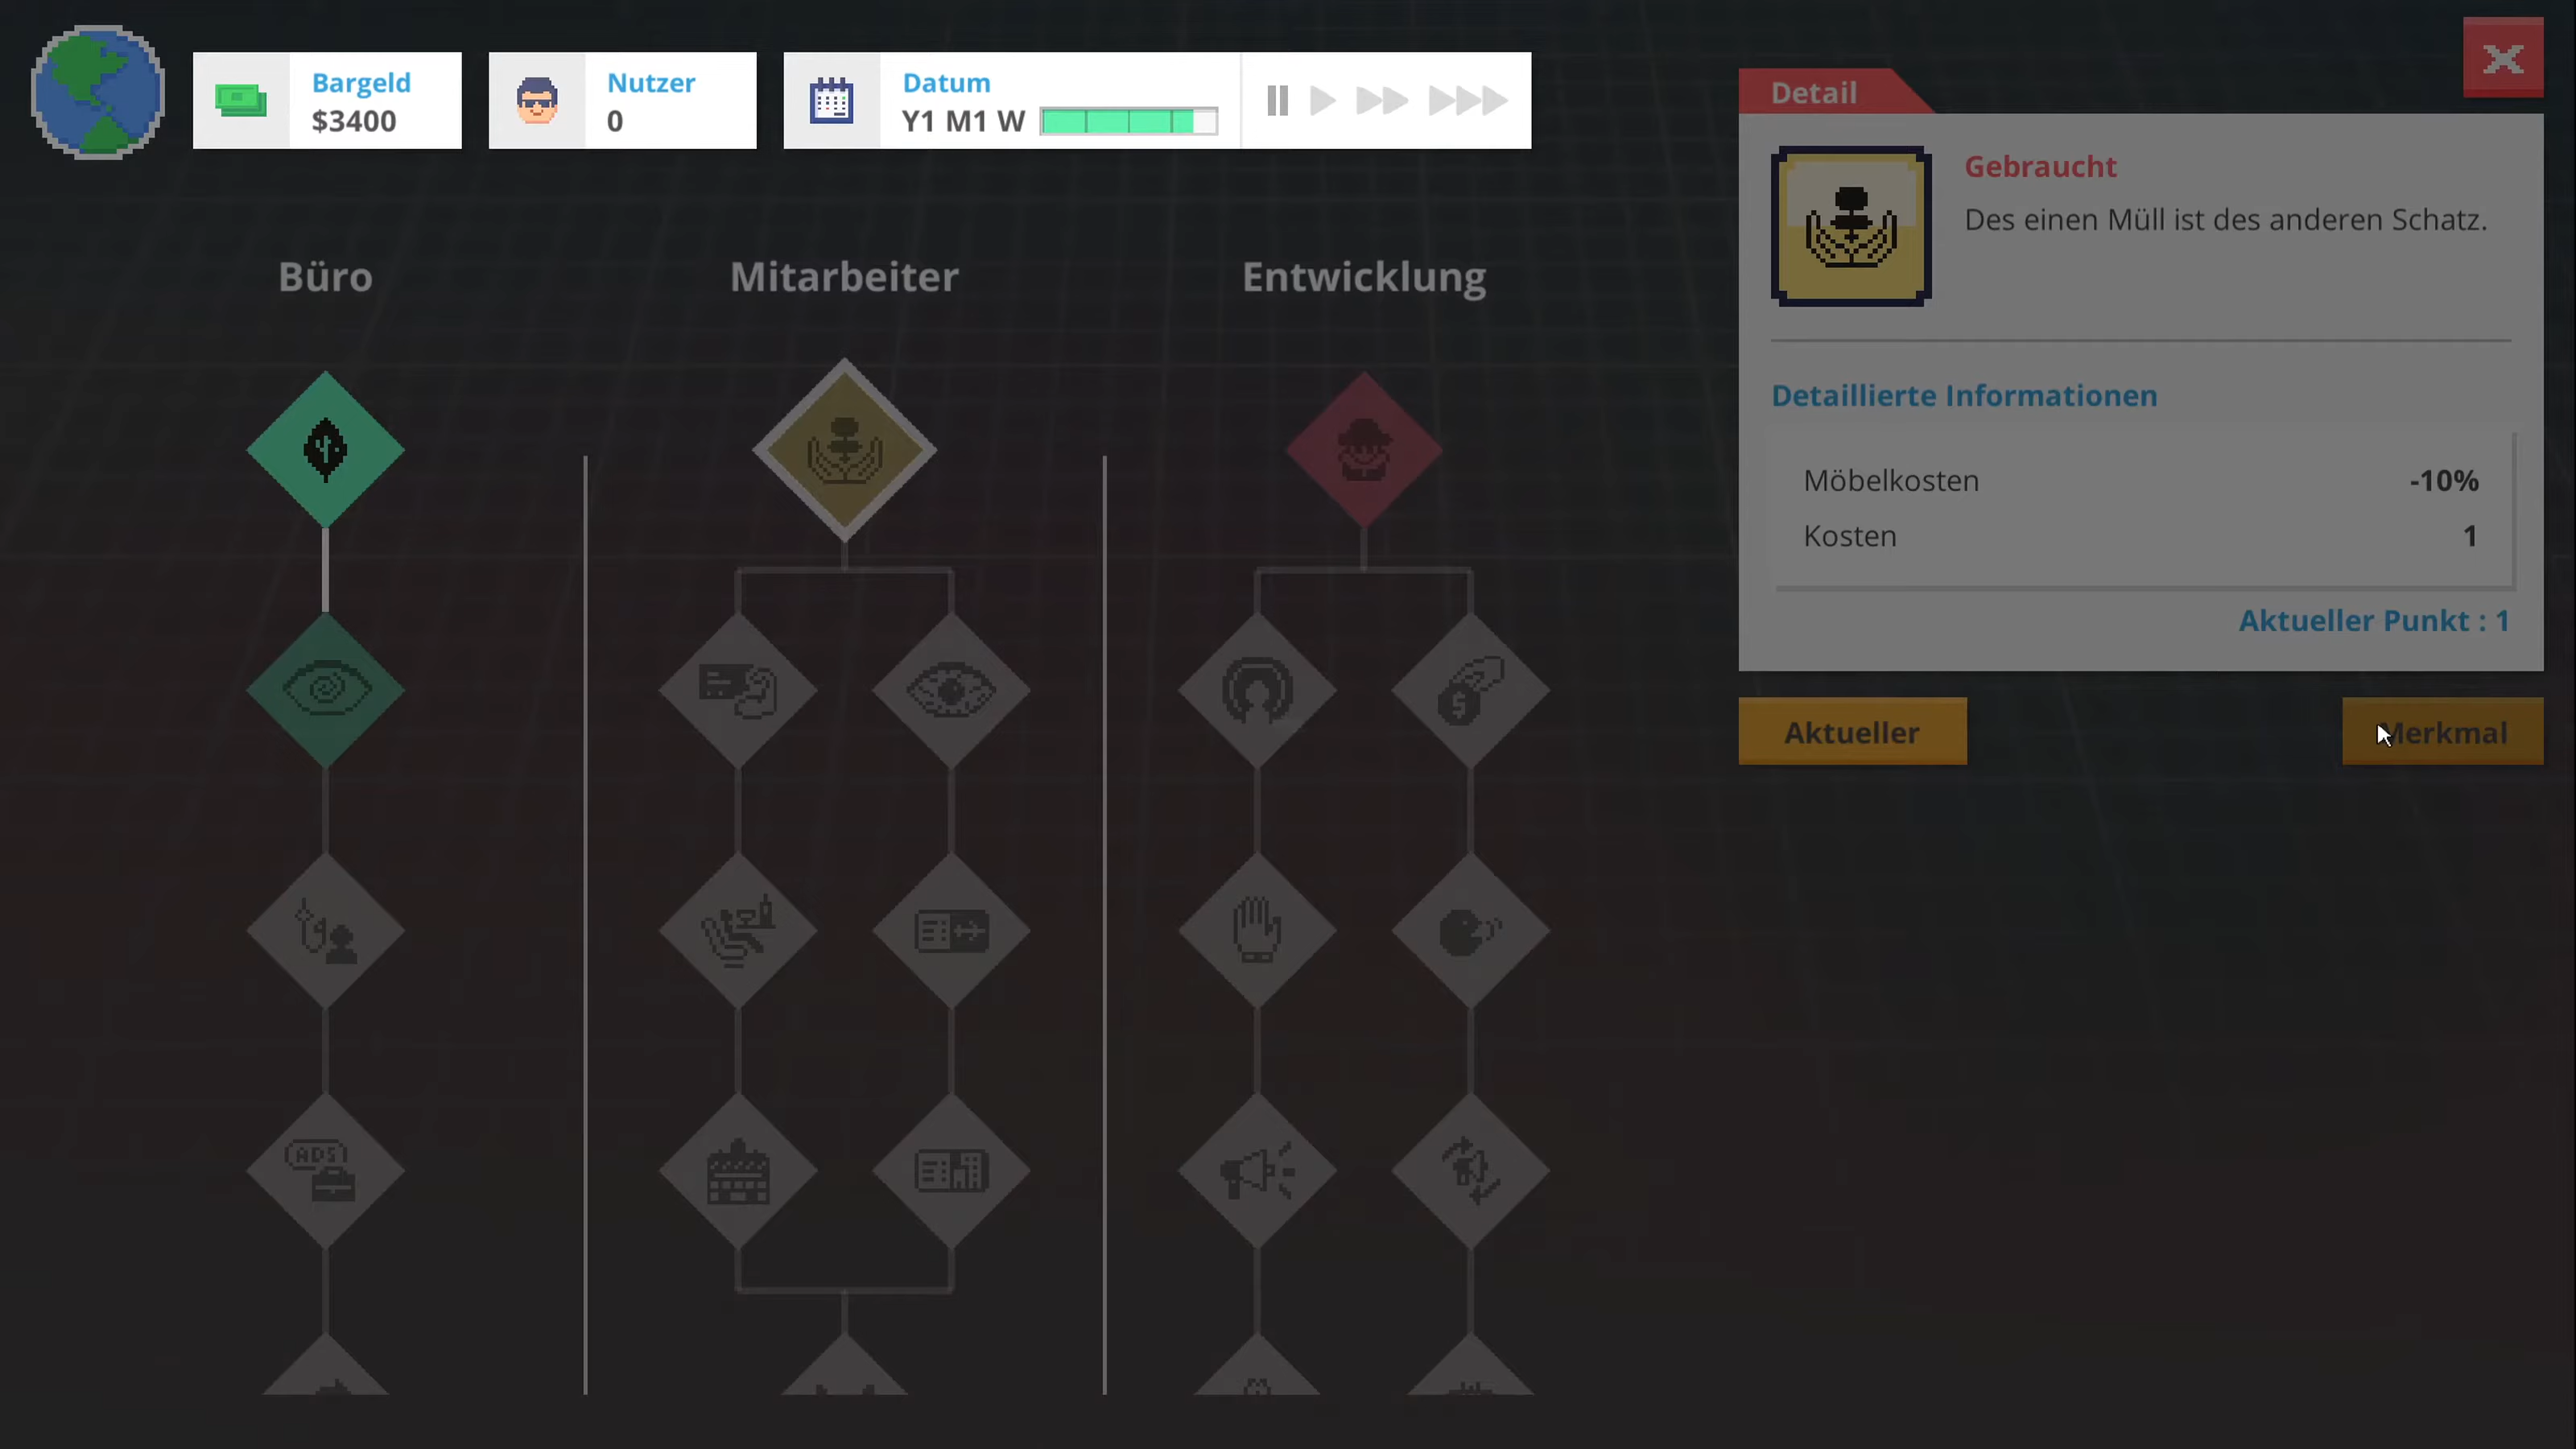 Bargeld
$3400
Nutzer
0
Datum
Y1 M1 W
Detail
Gebraucht
Des einen Müll ist des anderen Schatz.
Büro
Mitarbeiter
Entwicklung
Detaillierte Informationen
Möbelkosten -10%
Kosten 1
Aktueller Punkt : 1
Aktueller
Merkmal
ADS